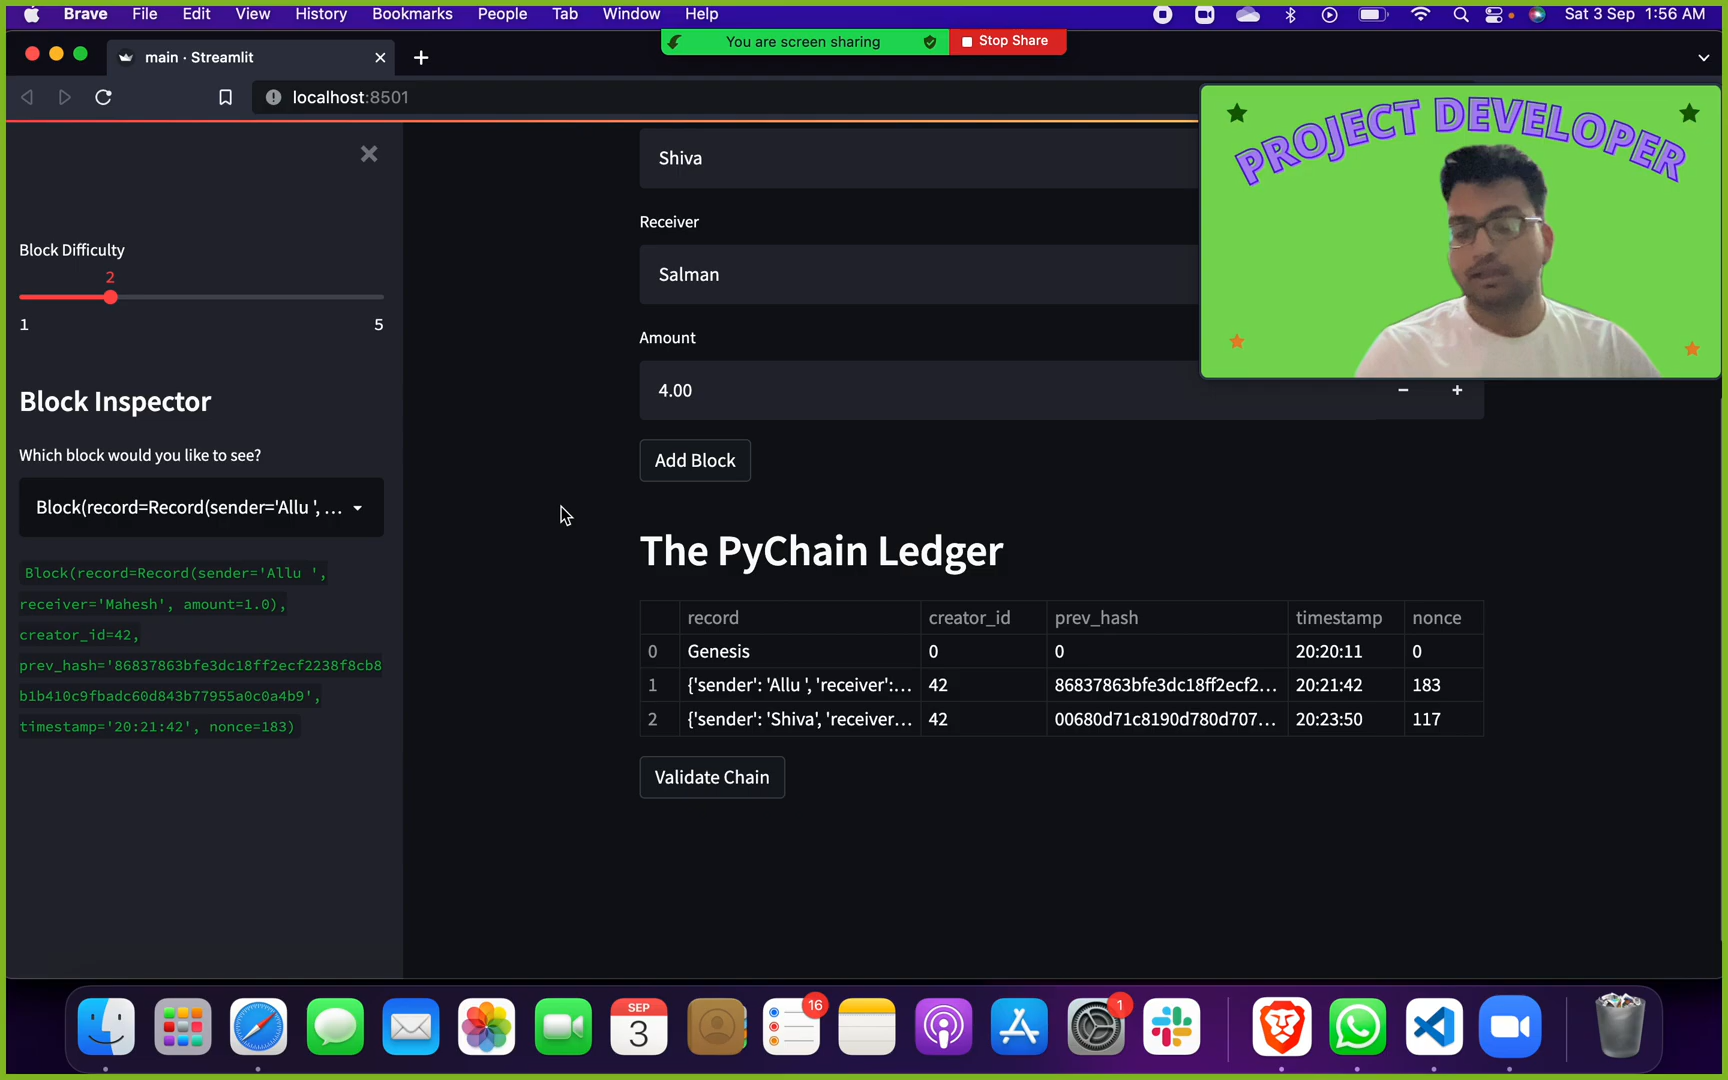 Brave File Edit View History Bookmarks People Tab Window Help Sat 3 Sep 1:56 AM
You are screen sharing Stop Share
main · Streamlit
localhost:8501
PROJECT DEVELOPER
Shiva
Receiver
Salman
Amount
4.00
Add Block
Block Difficulty
2
1 5
Block Inspector
Which block would you like to see?
Block(record=Record(sender='Allu ', ...
Block(record=Record(sender='Allu ',
receiver='Mahesh', amount=1.0),
creator_id=42,
prev_hash='86837863bfe3dc18ff2ecf2238f8cb8
b1b410c9fbadc60d843b77955a0c0a4b9',
timestamp='20:21:42', nonce=183)
The PyChain Ledger
record creator_id prev_hash timestamp nonce
0 Genesis 0 0 20:20:11 0
1 {'sender': 'Allu ', 'receiver':... 42 86837863bfe3dc18ff2ecf2... 20:21:42 183
2 {'sender': 'Shiva', 'receiver... 42 00680d71c8190d780d707... 20:23:50 117
Validate Chain
SEP
3
16
1